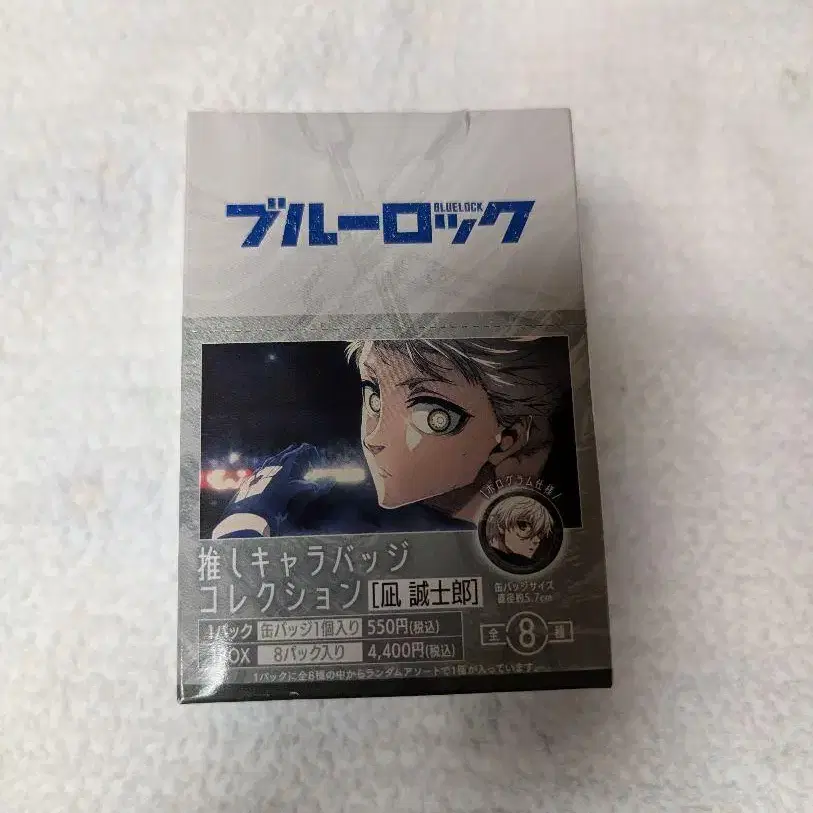 ブルーロック
BLUELOCK
\ホログラム仕様/
推しキャラバッジ
コレクション[凪 誠士郎]
缶バッジサイズ
直径約5.7cm
1パック 缶バッジ1個入り 550円(税込)
BOX 8パック入り 4,400円(税込)
全8種
1パックに全8種の中からランダムアソートで1個が入っています。